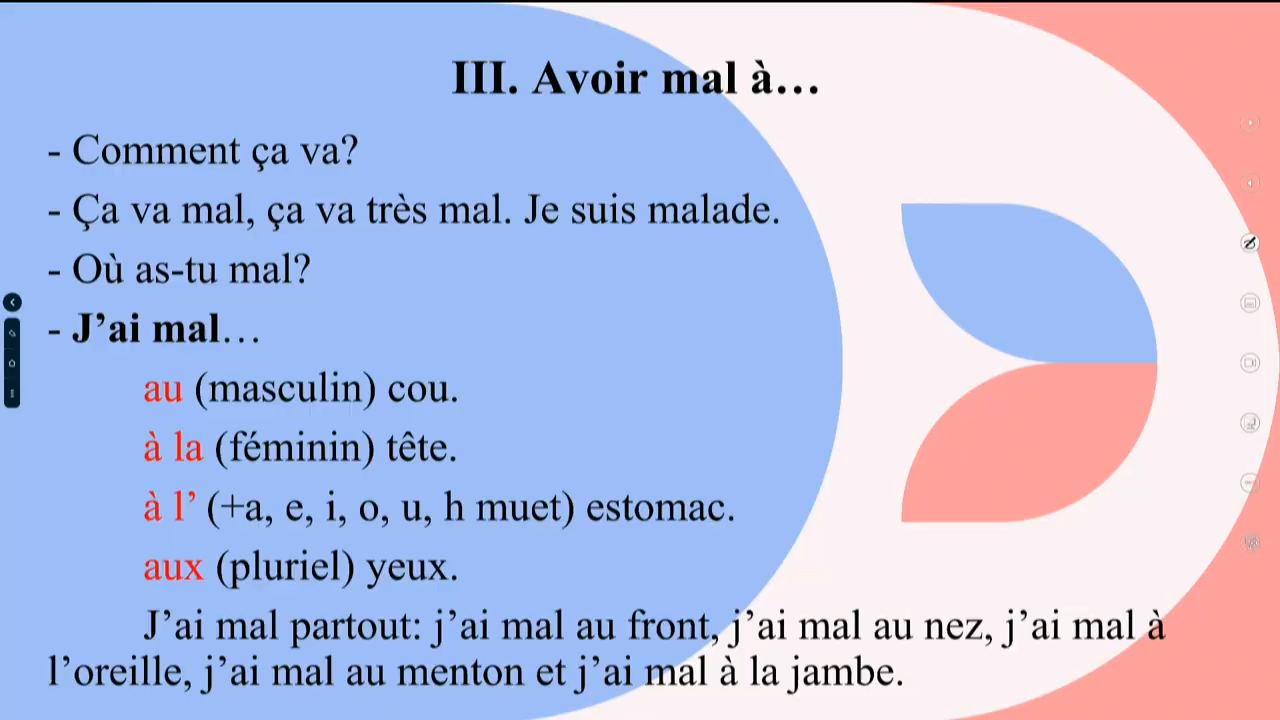 III. Avoir mal à…
- Comment ça va?
- Ça va mal, ça va très mal. Je suis malade.
- Où as-tu mal?
- J’ai mal…
au (masculin) cou.
à la (féminin) tête.
à l’ (+a, e, i, o, u, h muet) estomac.
aux (pluriel) yeux.
J’ai mal partout: j’ai mal au front, j’ai mal au nez, j’ai mal à
l’oreille, j’ai mal au menton et j’ai mal à la jambe.